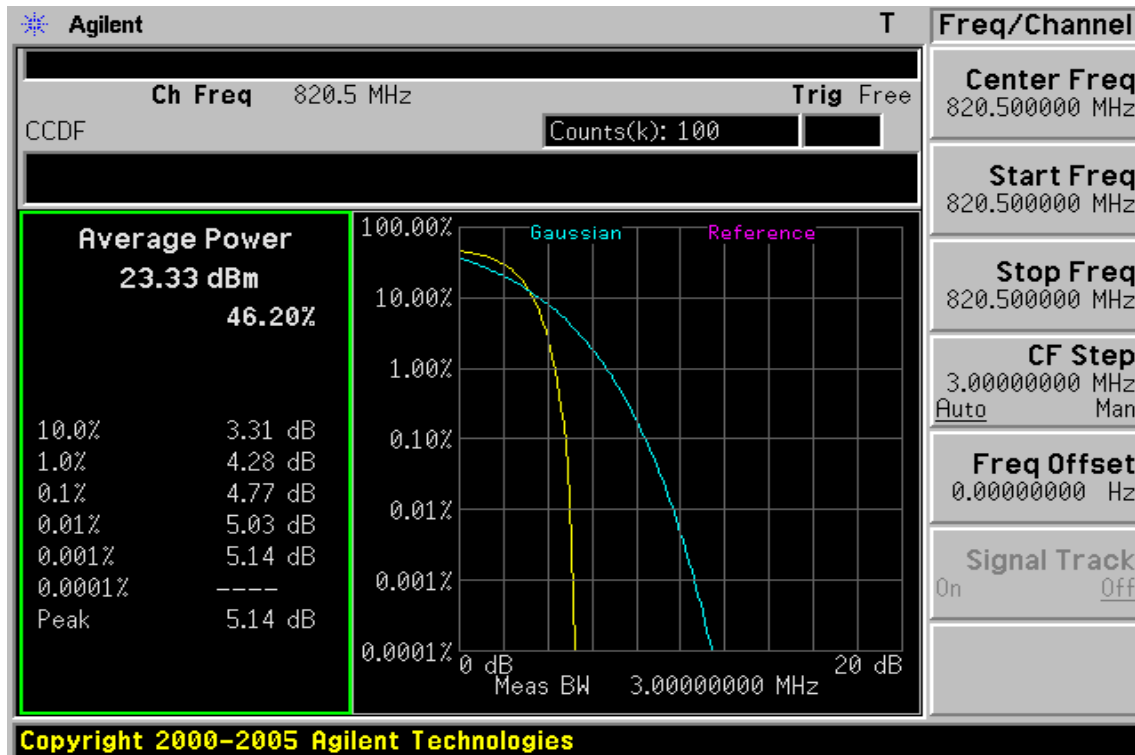 Agilent T Freq/Channel
Ch Freq 820.5 MHz Trig Free
CCDF Counts(k): 100
Average Power
23.33 dBm
46.20%
10.0% 3.31 dB
1.0% 4.28 dB
0.1% 4.77 dB
0.01% 5.03 dB
0.001% 5.14 dB
0.0001% ----
Peak 5.14 dB
Gaussian Reference
100.00%
10.00%
1.00%
0.10%
0.01%
0.001%
0.0001%
0 dB 20 dB
Meas BW 3.00000000 MHz
Center Freq
820.500000 MHz
Start Freq
820.500000 MHz
Stop Freq
820.500000 MHz
CF Step
3.00000000 MHz
Auto Man
Freq Offset
0.00000000 Hz
Signal Track
On Off
Copyright 2000-2005 Agilent Technologies